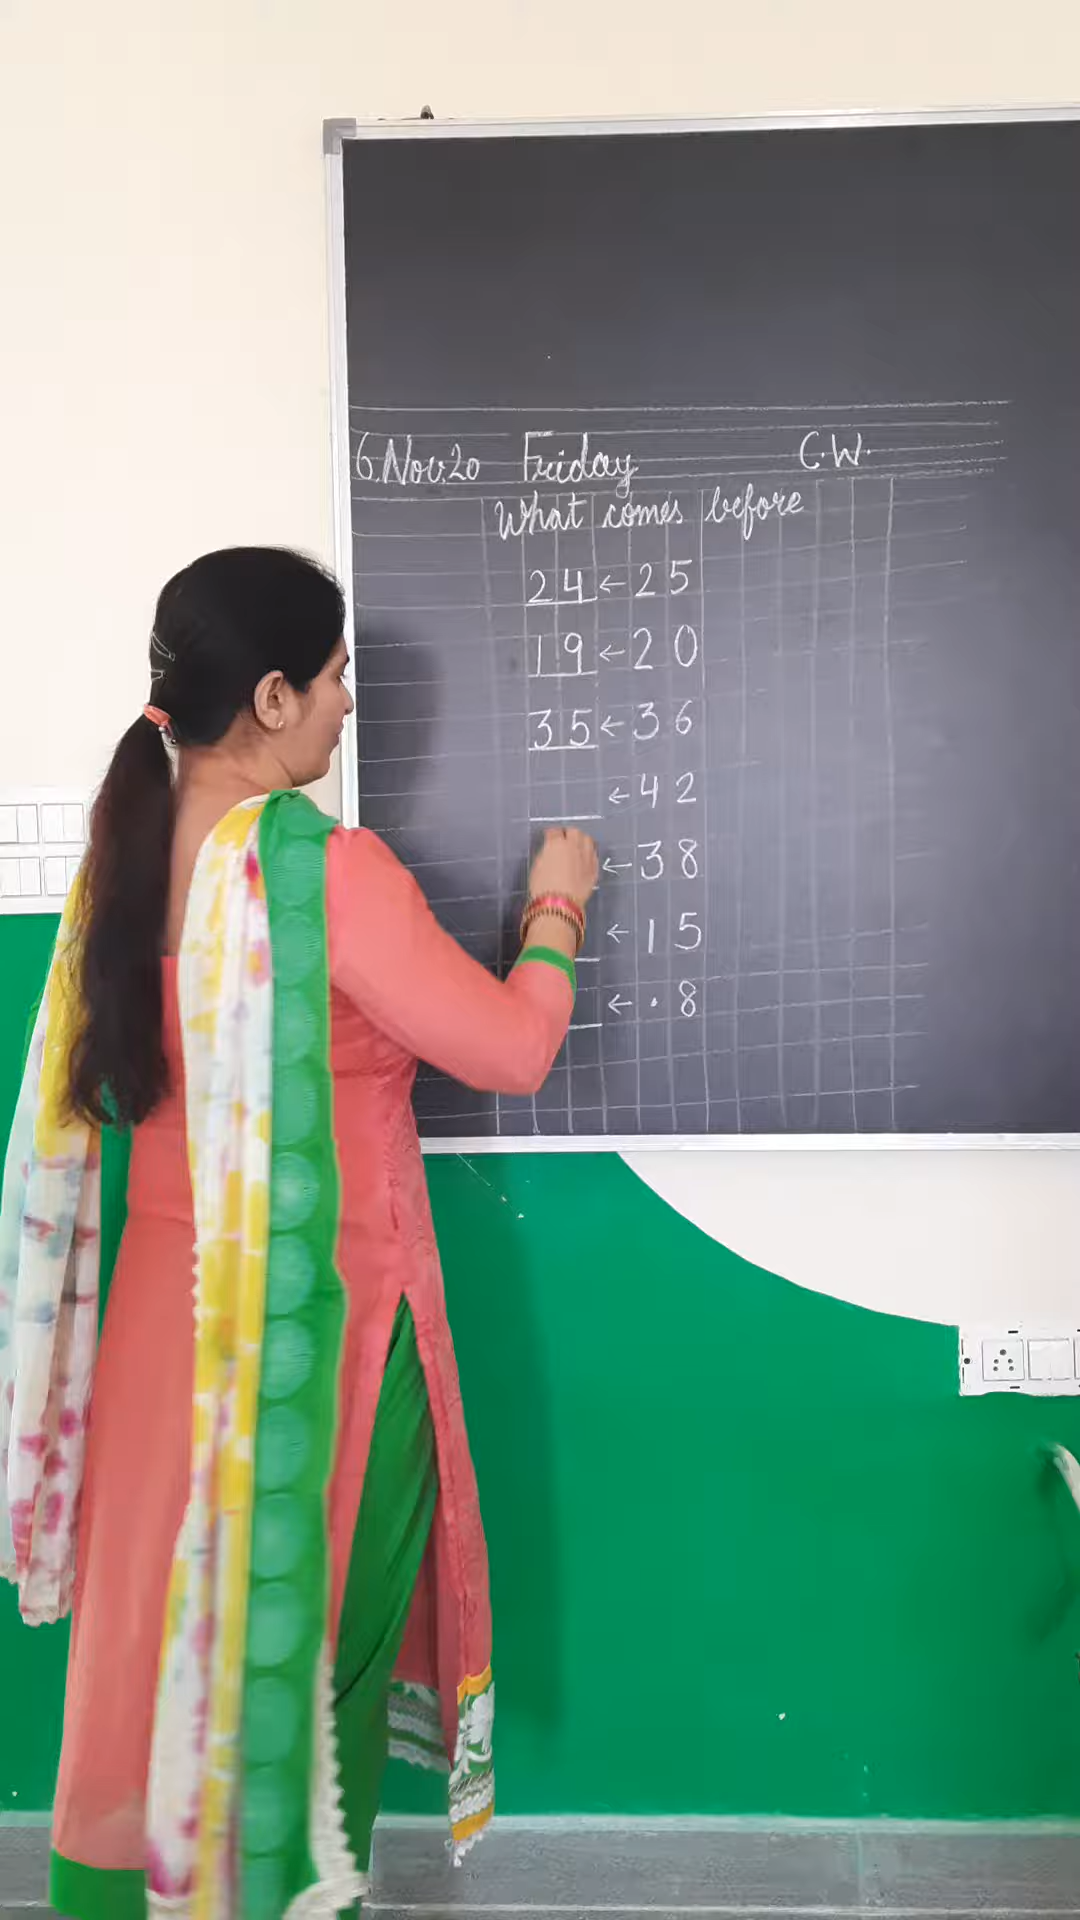 6.Nov.20 Friday C.W.
What comes before
24 ← 25
19 ← 20
35 ← 36
← 42
← 38
← 15
← .8